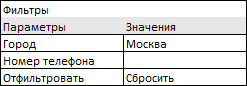 Фильтры
Параметры Значения
Город Москва
Номер телефона
Отфильтровать Сбросить